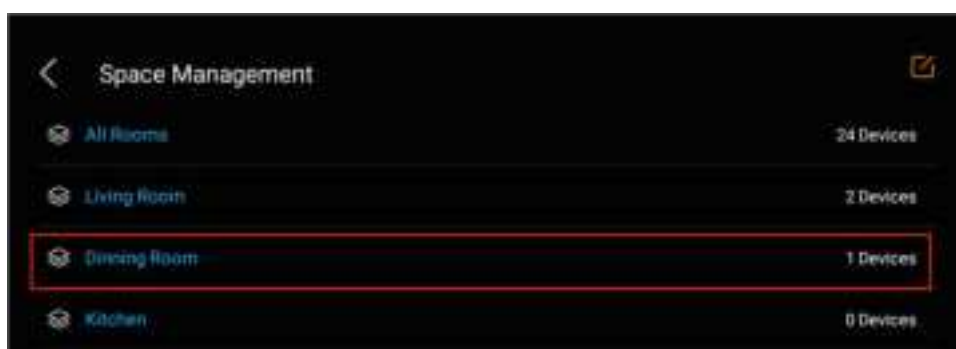 Space Management
All Rooms 24 Devices
Living Room 2 Devices
Dinning Room 1 Devices
Kitchen 0 Devices